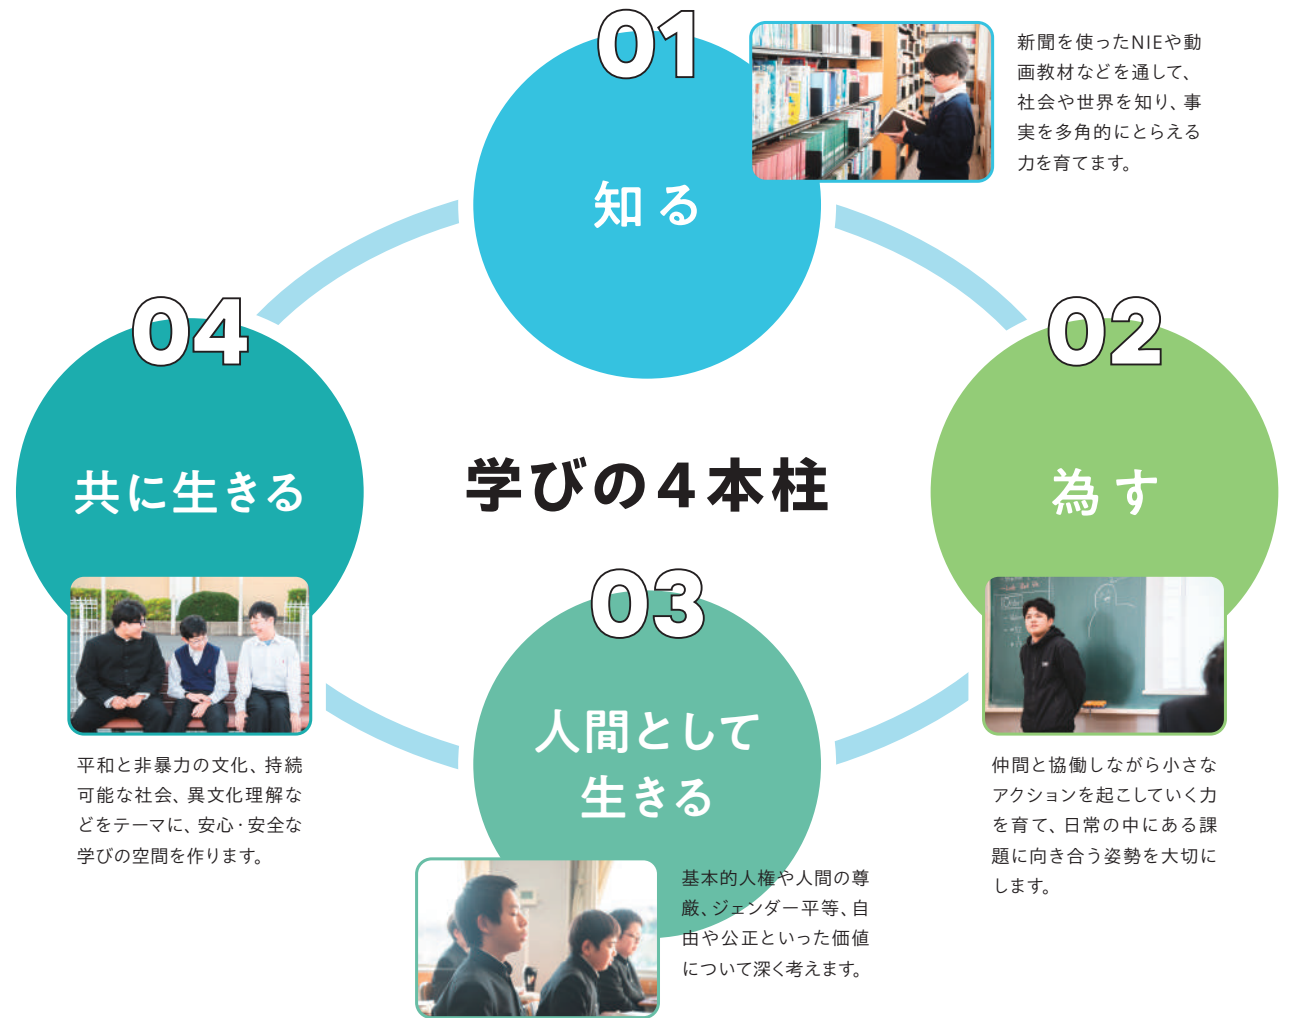 01
知る
新聞を使ったNIEや動
画教材などを通して、
社会や世界を知り、事
実を多角的にとらえる
力を育てます。
02
為す
仲間と協働しながら小さな
アクションを起こしていく力
を育て、日常の中にある課
題に向き合う姿勢を大切に
します。
学びの4本柱
03
人間として
生きる
基本的人権や人間の尊
厳、ジェンダー平等、自
由や公正といった価値
について深く考えます。
04
共に生きる
平和と非暴力の文化、持続
可能な社会、異文化理解な
どをテーマに、安心・安全な
学びの空間を作ります。